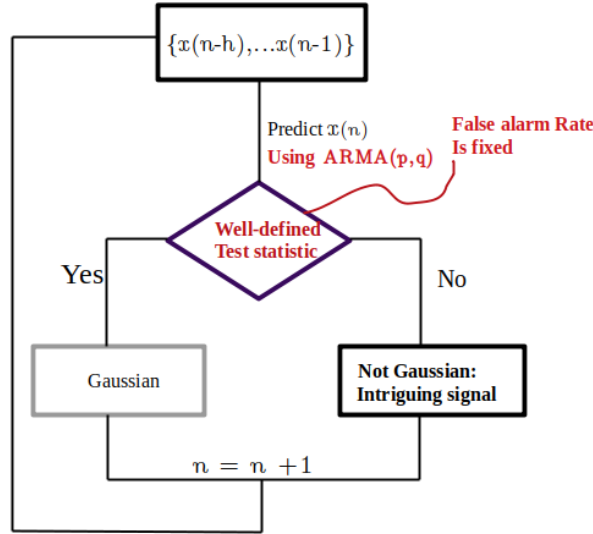 {x(n-h),...x(n-1)}
Predict x(n)
Using ARMA(p,q)
False alarm Rate
Is fixed
Well-defined
Test statistic
Yes
No
Gaussian
Not Gaussian:
Intriguing signal
n = n +1